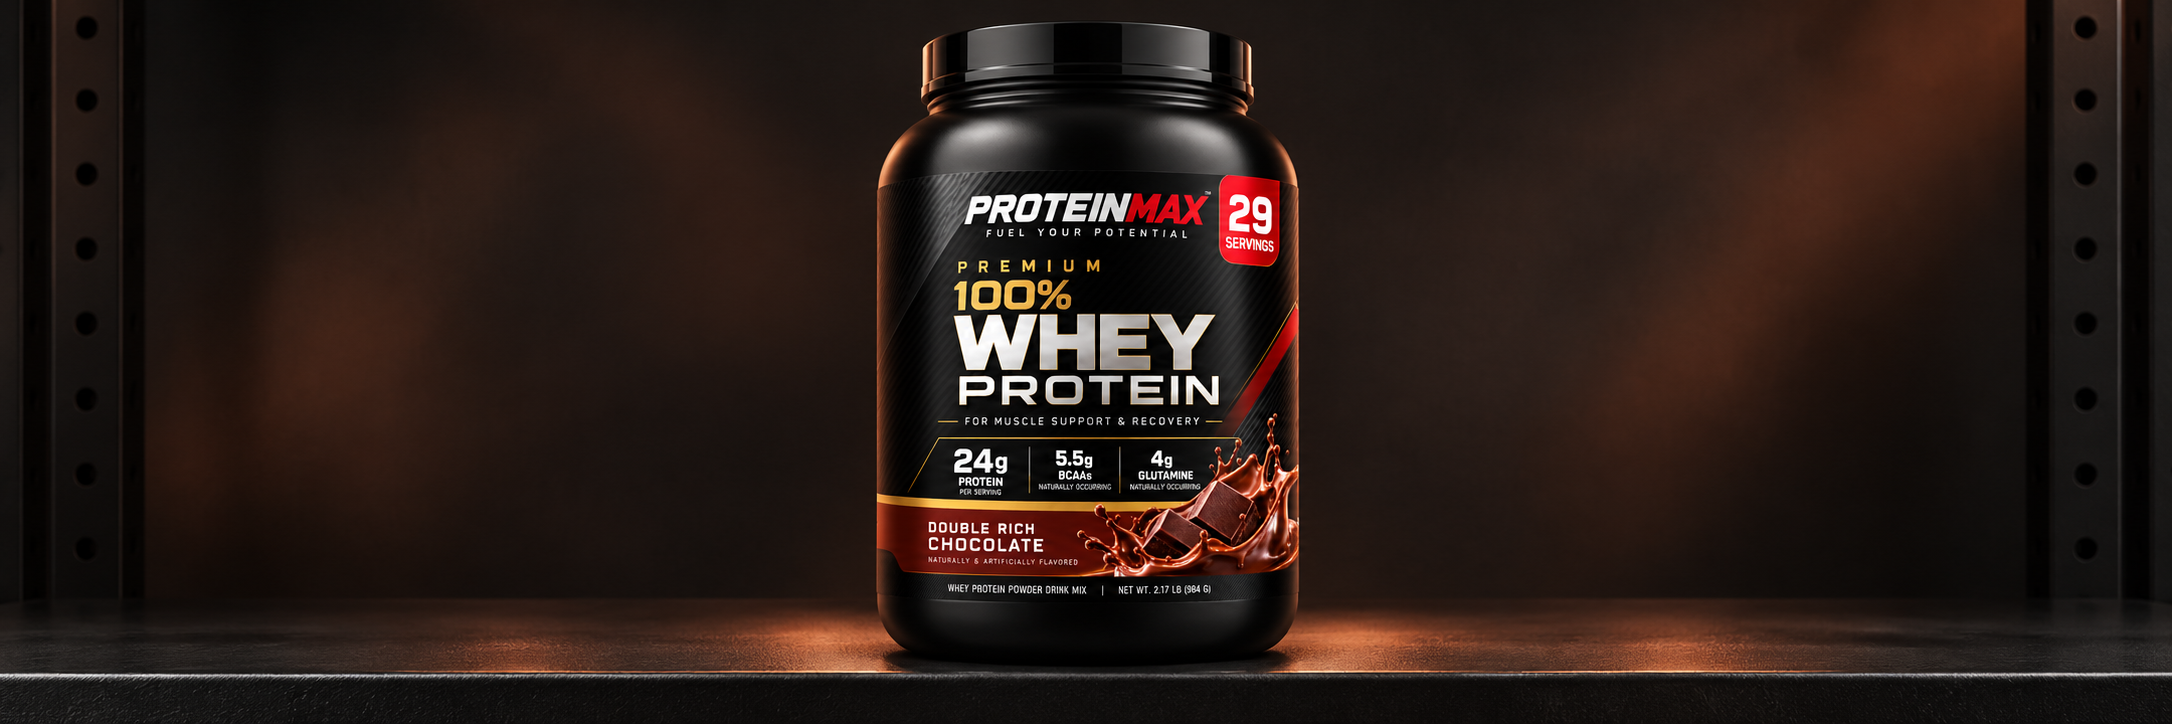 PROTEINMAX™
FUEL YOUR POTENTIAL
29
SERVINGS
PREMIUM
100%
WHEY
PROTEIN
FOR MUSCLE SUPPORT & RECOVERY
24g
PROTEIN
PER SERVING
5.5g
BCAAs
NATURALLY OCCURRING
4g
GLUTAMINE
NATURALLY OCCURRING
DOUBLE RICH
CHOCOLATE
NATURALLY & ARTIFICIALLY FLAVORED
WHEY PROTEIN POWDER DRINK MIX | NET WT. 2.17 LB (984 G)